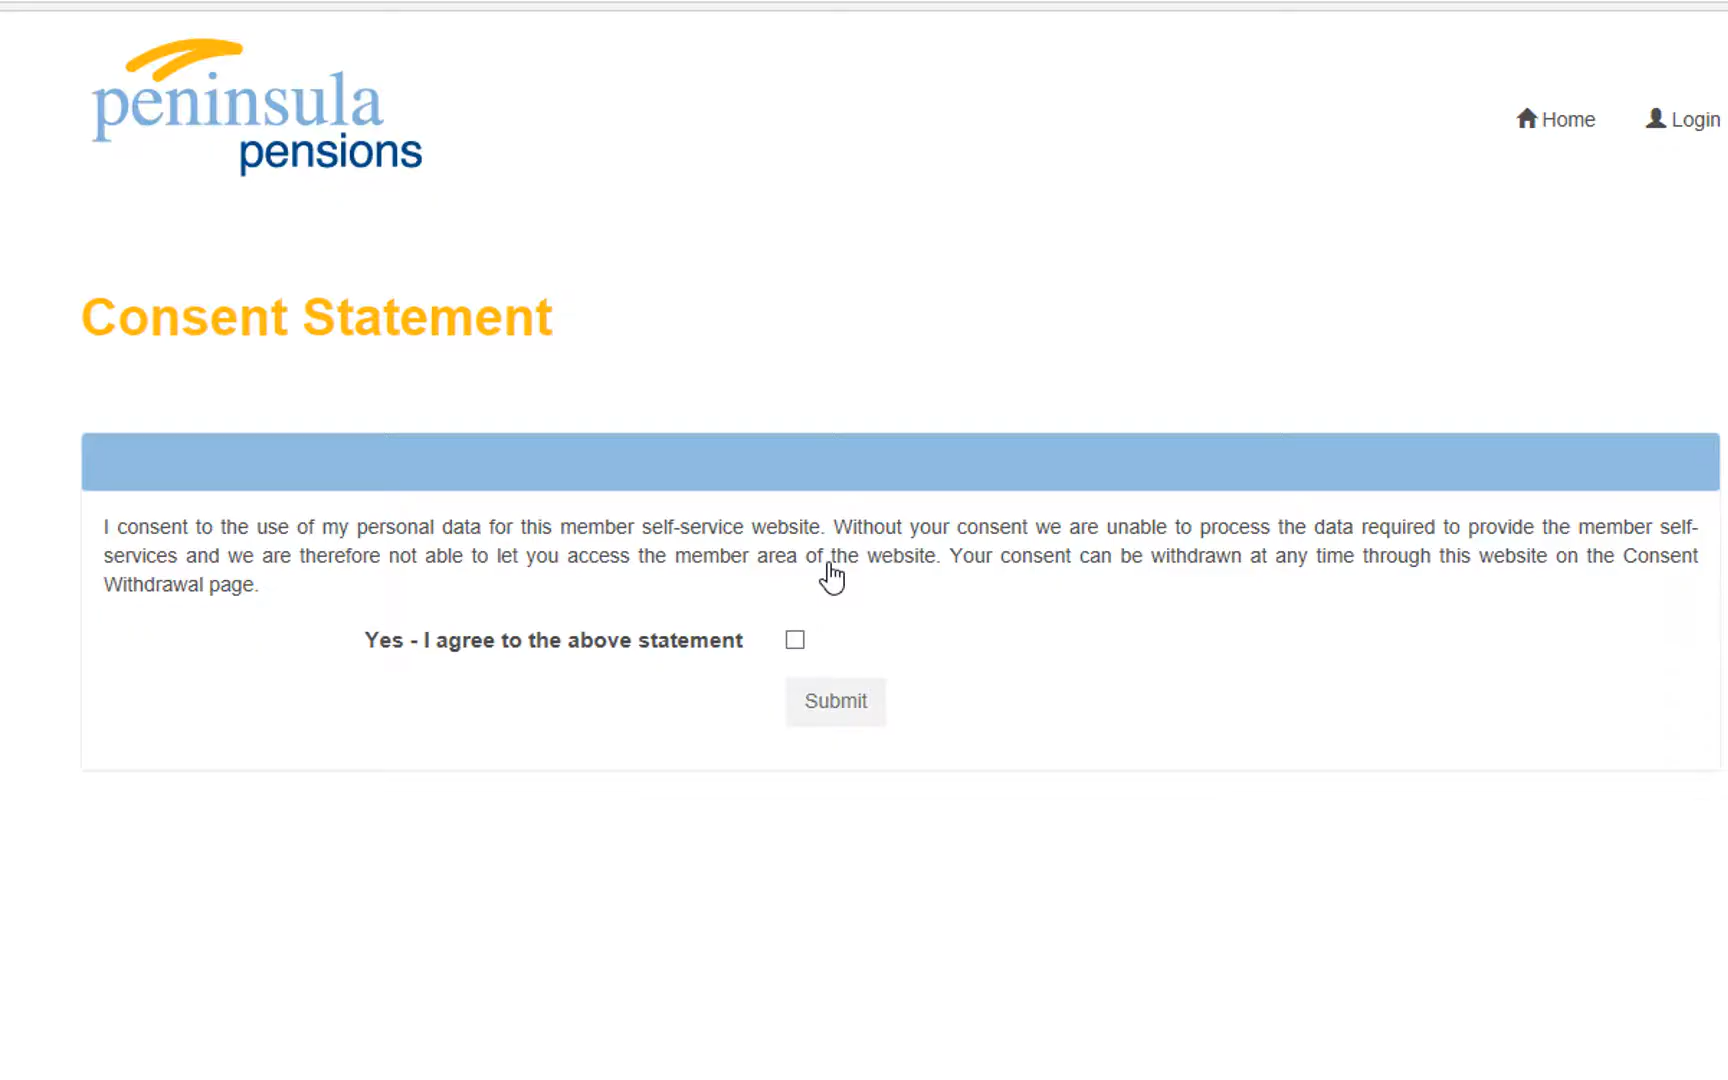 peninsula
pensions
Home
Login
Consent Statement
I consent to the use of my personal data for this member self-service website. Without your consent we are unable to process the data required to provide the member self-
services and we are therefore not able to let you access the member area of the website. Your consent can be withdrawn at any time through this website on the Consent
Withdrawal page.
Yes - I agree to the above statement
Submit